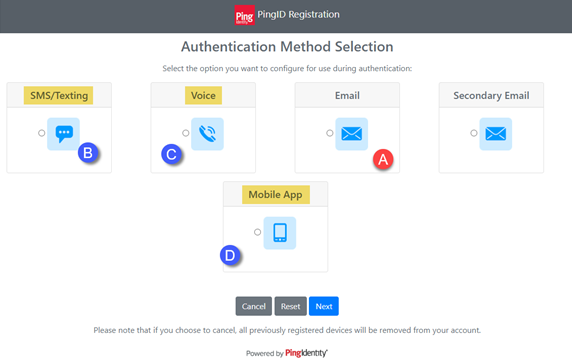 Ping
Identity
PingID Registration
Authentication Method Selection
Select the option you want to configure for use during authentication:
SMS/Texting
Voice
Email
Secondary Email
B
C
A
Mobile App
D
Cancel
Reset
Next
Please note that if you choose to cancel, all previously registered devices will be removed from your account.
Powered by PingIdentity